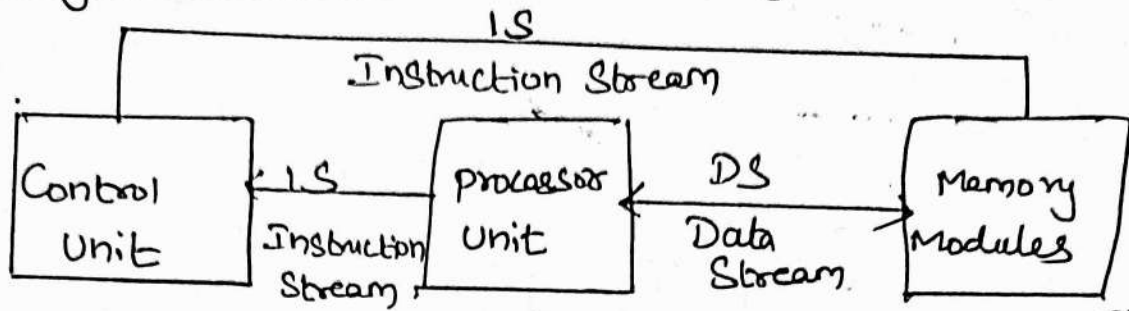 IS
Instruction Stream
Control
Unit
IS
Instruction
Stream
processor
unit
DS
Data
Stream
Memory
Modules